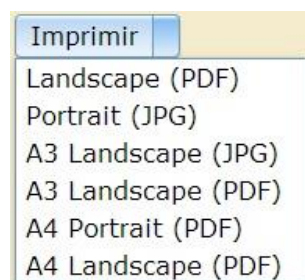 Imprimir
Landscape (PDF)
Portrait (JPG)
A3 Landscape (JPG)
A3 Landscape (PDF)
A4 Portrait (PDF)
A4 Landscape (PDF)